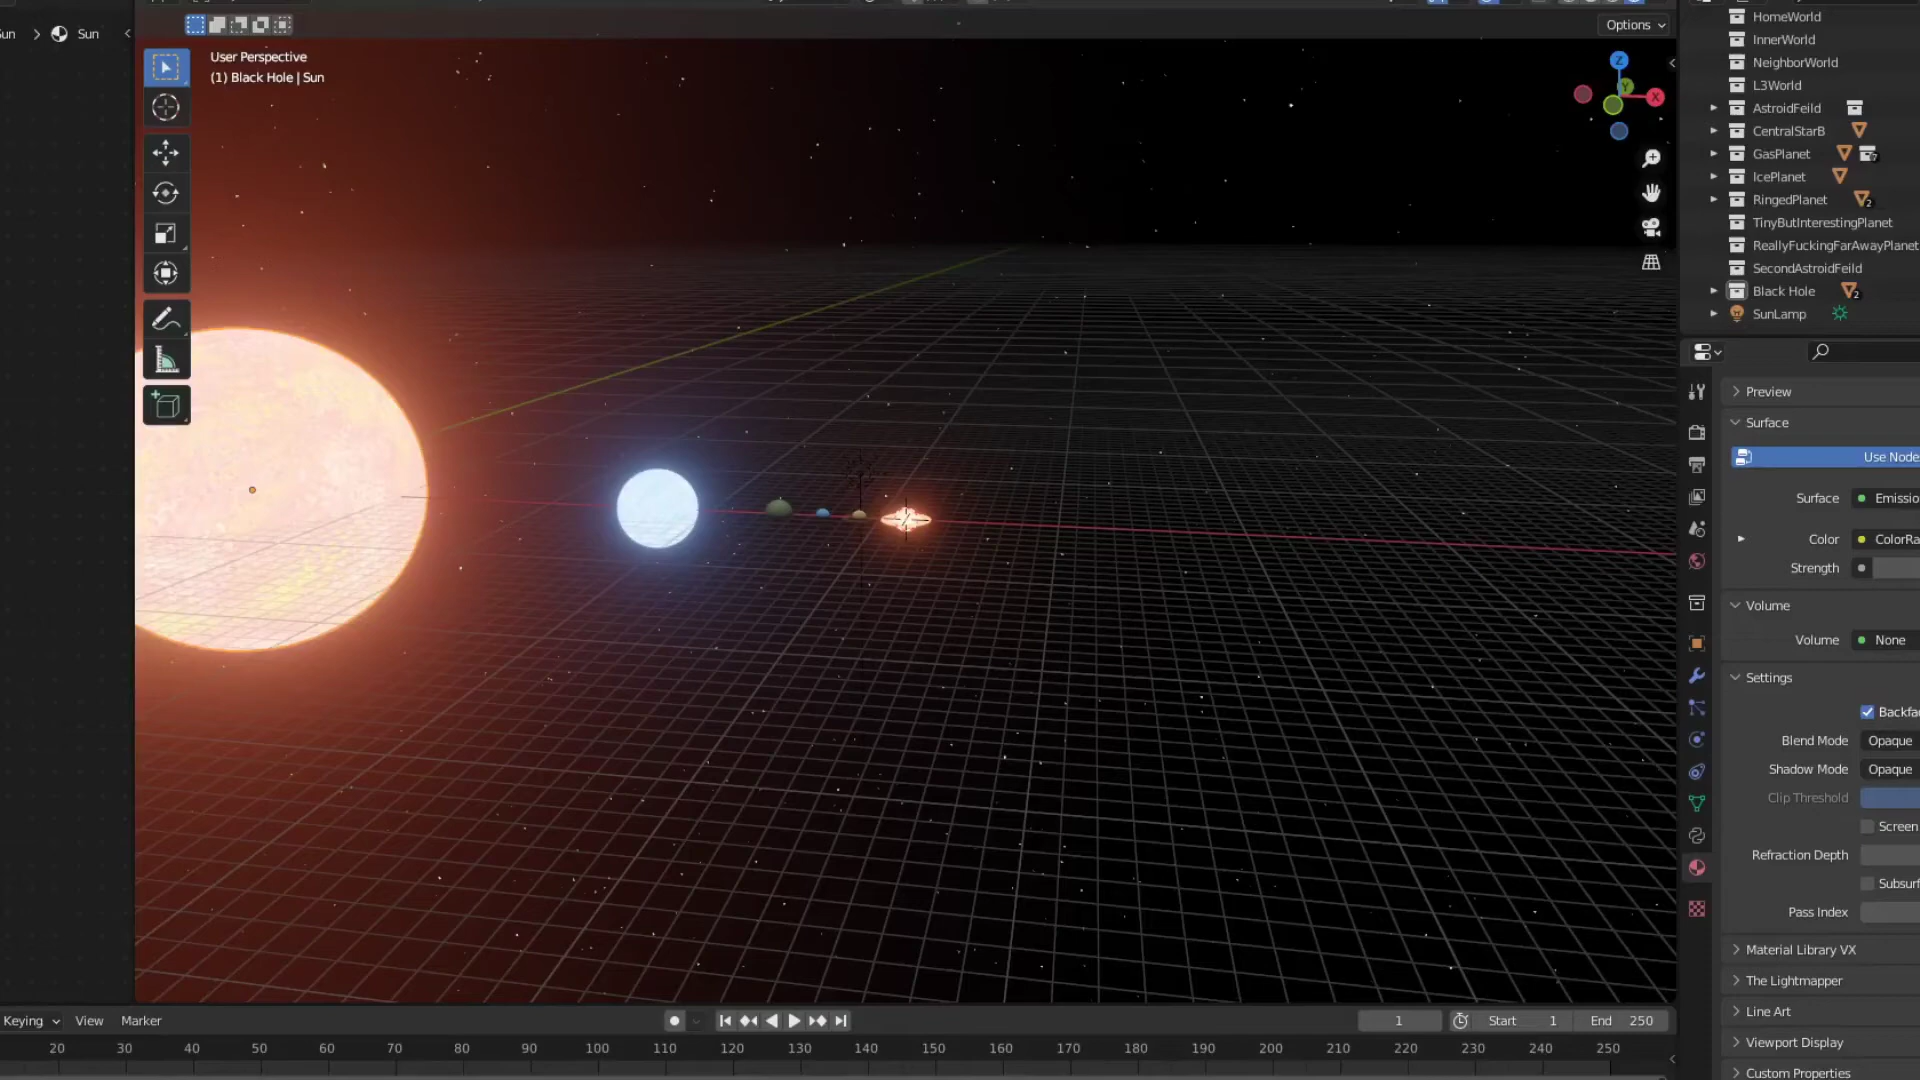 Sun
User Perspective
(1) Black Hole | Sun
Options
Z
Y
X
HomeWorld
InnerWorld
NeighborWorld
L3World
AstroidFeild
CentralStarB
GasPlanet
7
IcePlanet
RingedPlanet
2
TinyButInterestingPlanet
ReallyFuckingFarAwayPlanet
SecondAstroidFeild
Black Hole
2
SunLamp
Preview
Surface
Use Node
Surface
Emissio
Color
ColorRa
Strength
Volume
Volume
None
Settings
Backfa
Blend Mode
Opaque
Shadow Mode
Opaque
Clip Threshold
Screen
Refraction Depth
Subsurf
Pass Index
Material Library VX
The Lightmapper
Line Art
Viewport Display
Custom Properties
Keying
View
Marker
1
Start 1
End 250
20 30 40 50 60 70 80 90 100 110 120 130 140 150 160 170 180 190 200 210 220 230 240 250